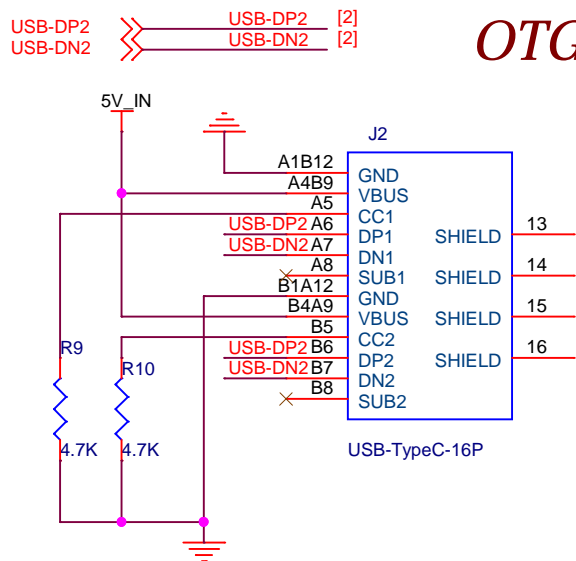 USB-DP2 USB-DP2 [2]
USB-DN2 USB-DN2 [2]
OTG
5V_IN
J2
A1B12 GND
A4B9 VBUS
A5 CC1
USB-DP2 A6 DP1 SHIELD 13
USB-DN2 A7 DN1
A8 SUB1 SHIELD 14
B1A12 GND
B4A9 VBUS SHIELD 15
B5 CC2
USB-DP2 B6 DP2 SHIELD 16
USB-DN2 B7 DN2
B8 SUB2
R9 R10
4.7K 4.7K
USB-TypeC-16P